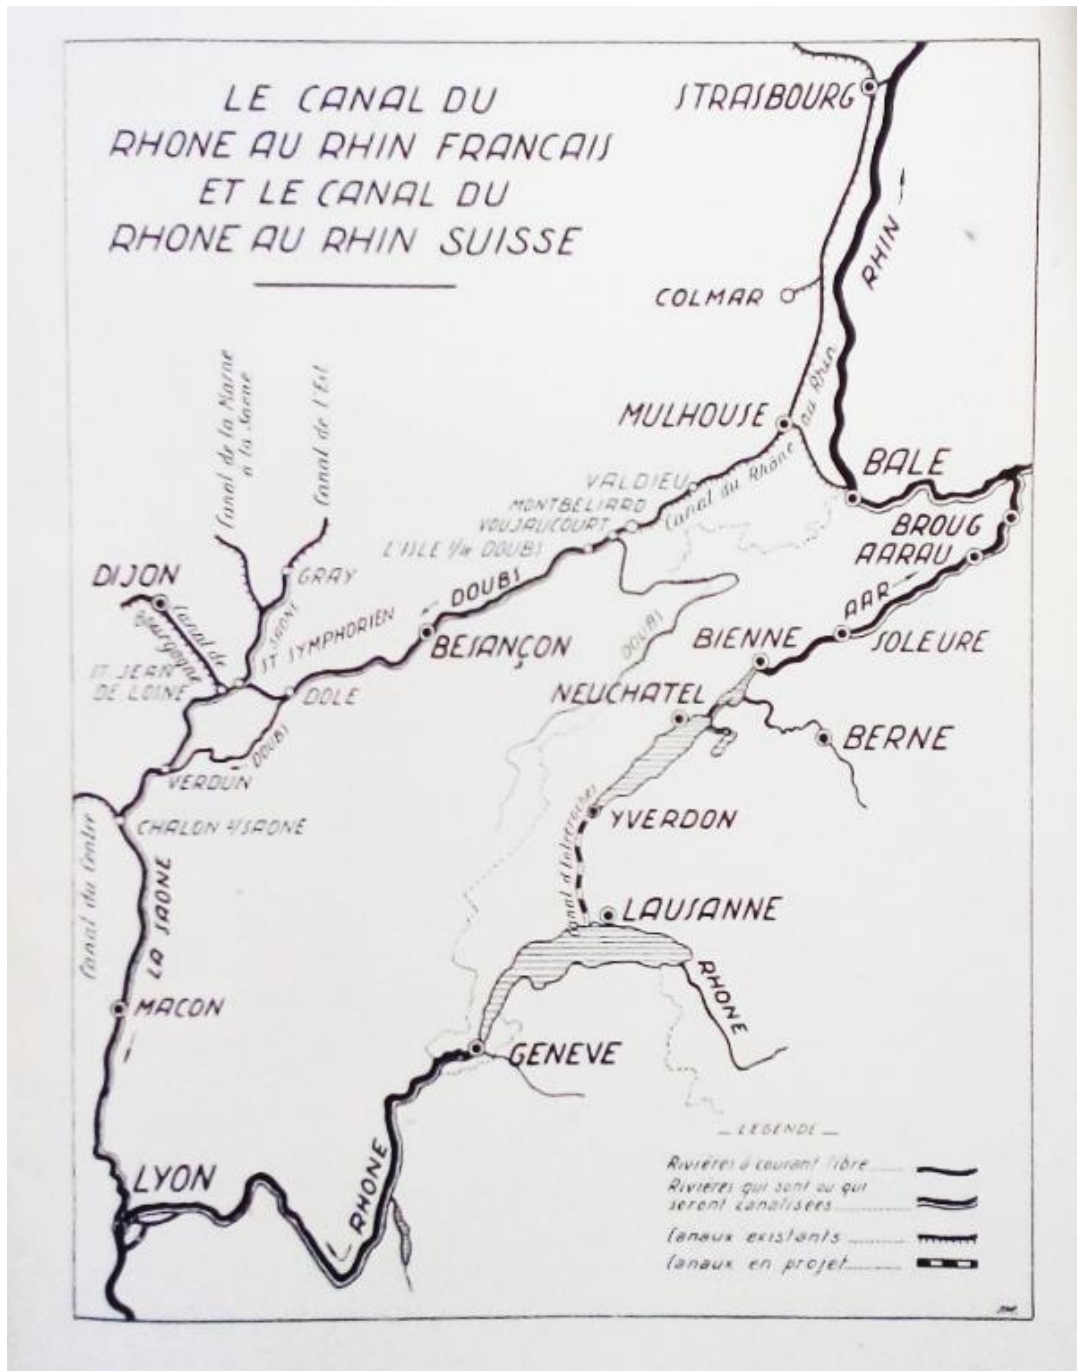 LE CANAL DU
RHONE AU RHIN FRANCAIS
ET LE CANAL DU
RHONE AU RHIN SUISSE
STRASBOURG
RHIN
COLMAR
Canal de la Marne
à la Saone
Canal de l'Est
MULHOUSE
Canal du Rhône au Rhin
BALE
VALDIEU
MONTBELIARD
VOUJAUCOURT
L'ISLE s/le DOUBS
BROUG
AARAU
DIJON
GRAY
Canal de
Bourgogne
SAONE
ST SYMPHORIEN
DOUBS
BESANÇON
AAR
BIENNE
SOLEURE
DOUBS
ST JEAN
DE LOSNE
DOLE
NEUCHATEL
BERNE
DOUBS
VERDUN
YVERDON
CHALON s/SAONE
Canal du Centre
LA SAONE
Canal d'Entreroches
LAUSANNE
RHONE
MACON
GENEVE
LYON
RHONE
LEGENDE
Rivières à courant libre
Rivières qui sont ou qui
seront canalisées
Canaux existants
Canaux en projet